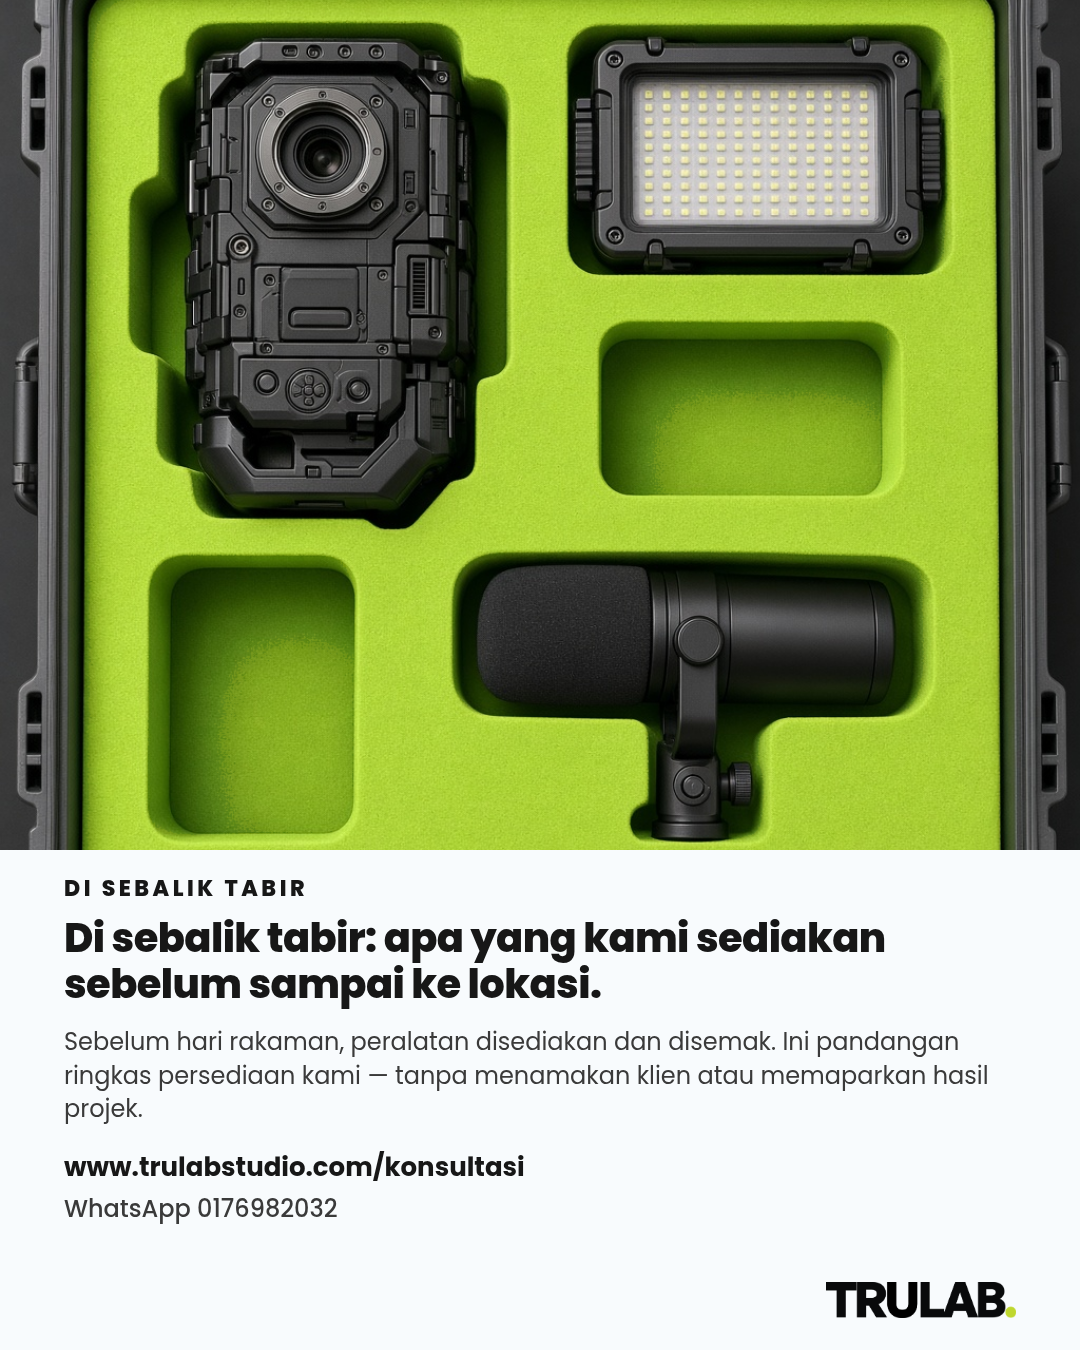 DI SEBALIK TABIR
Di sebalik tabir: apa yang kami sediakan
sebelum sampai ke lokasi.
Sebelum hari rakaman, peralatan disediakan dan disemak. Ini pandangan
ringkas persediaan kami — tanpa menamakan klien atau memaparkan hasil
projek.
www.trulabstudio.com/konsultasi
WhatsApp 0176982032
TRULAB.